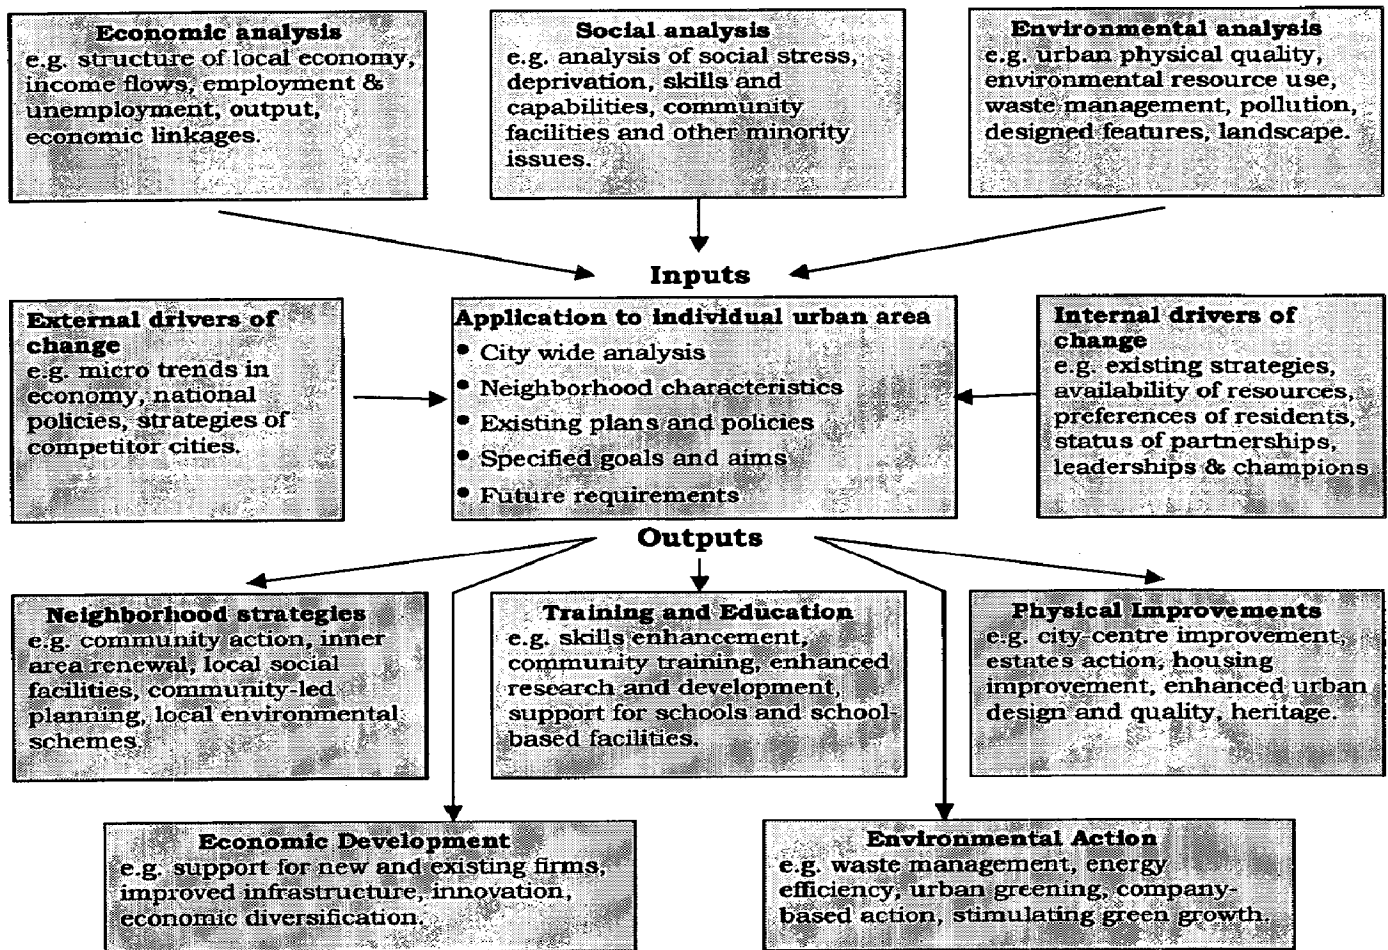 Economic analysis
e.g. structure of local economy,
income flows, employment &
unemployment, output,
economic linkages.
Social analysis
e.g. analysis of social stress,
deprivation, skills and
capabilities, community
facilities and other minority
issues.
Environmental analysis
e.g. urban physical quality,
environmental resource use,
waste management, pollution,
designed features, landscape.
Inputs
External drivers of
change
e.g. micro trends in
economy, national
policies, strategies of
competitor cities.
Application to individual urban area
• City wide analysis
• Neighborhood characteristics
• Existing plans and policies
• Specified goals and aims
• Future requirements
Internal drivers of
change
e.g. existing strategies,
availability of resources,
preferences of residents,
status of partnerships,
leaderships & champions
Outputs
Neighborhood strategies
e.g. community action, inner
area renewal, local social
facilities, community-led
planning, local environmental
schemes.
Training and Education
e.g. skills enhancement,
community training, enhanced
research and development,
support for schools and school-
based facilities.
Physical Improvements
e.g. city-centre improvement,
estates action, housing
improvement, enhanced urban
design and quality, heritage.
Economic Development
e.g. support for new and existing firms,
improved infrastructure, innovation,
economic diversification.
Environmental Action
e.g. waste management, energy
efficiency, urban greening, company-
based action, stimulating green growth.